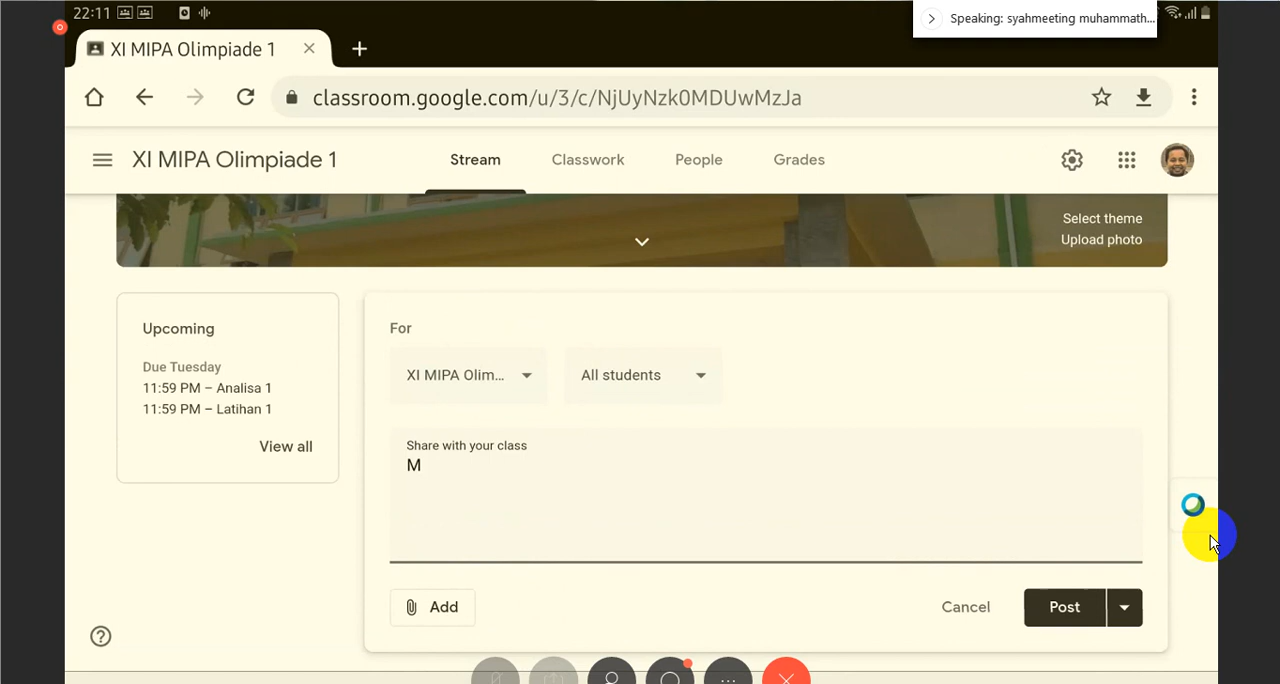 22:11
Speaking: syahmeeting muhammath...
XI MIPA Olimpiade 1
classroom.google.com/u/3/c/NjUyNzk0MDUwMzJa
XI MIPA Olimpiade 1
Stream
Classwork
People
Grades
Select theme
Upload photo
Upcoming
Due Tuesday
11:59 PM – Analisa 1
11:59 PM – Latihan 1
View all
For
XI MIPA Olim...
All students
Share with your class
M
Add
Cancel
Post